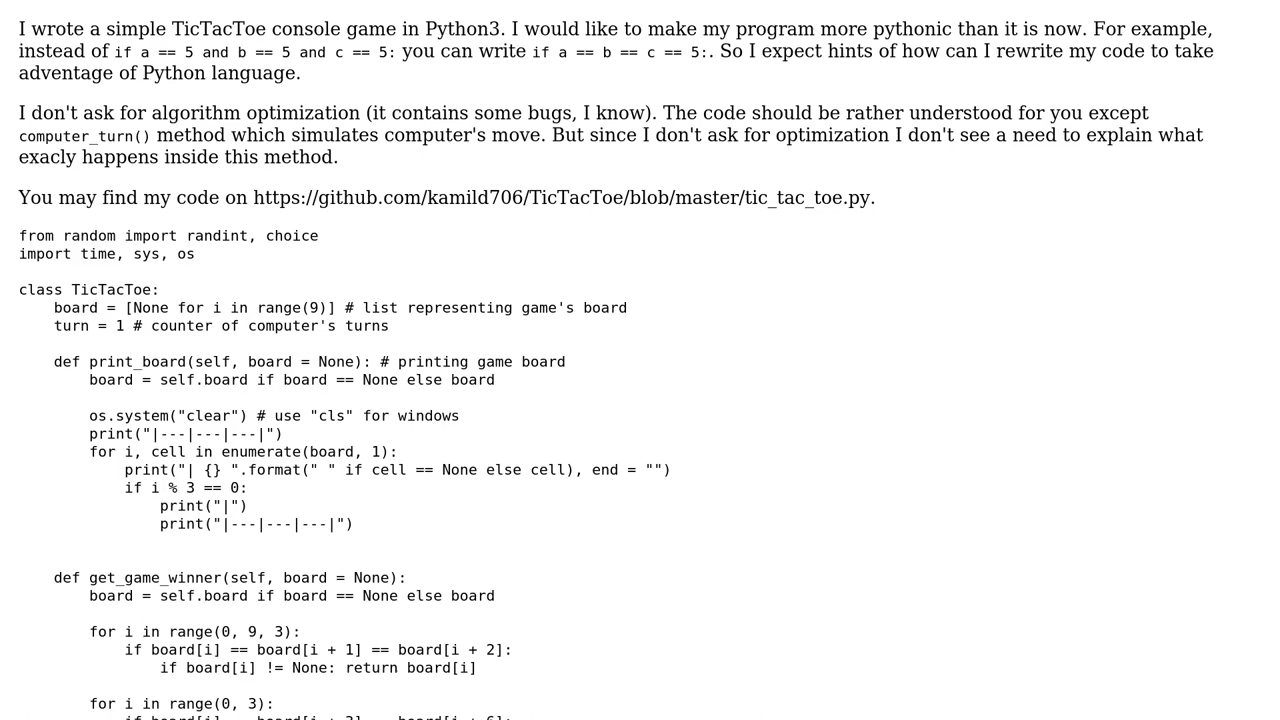 I wrote a simple TicTacToe console game in Python3. I would like to make my program more pythonic than it is now. For example,
instead of if a == 5 and b == 5 and c == 5: you can write if a == b == c == 5:. So I expect hints of how can I rewrite my code to take
adventage of Python language.
I don't ask for algorithm optimization (it contains some bugs, I know). The code should be rather understood for you except
computer_turn() method which simulates computer's move. But since I don't ask for optimization I don't see a need to explain what
exacly happens inside this method.
You may find my code on https://github.com/kamild706/TicTacToe/blob/master/tic_tac_toe.py.
from random import randint, choice
import time, sys, os
class TicTacToe:
    board = [None for i in range(9)] # list representing game's board
    turn = 1 # counter of computer's turns
    def print_board(self, board = None): # printing game board
        board = self.board if board == None else board
        os.system("clear") # use "cls" for windows
        print("|---|---|---|")
        for i, cell in enumerate(board, 1):
            print("| {} ".format(" " if cell == None else cell), end = "")
            if i % 3 == 0:
                print("|")
                print("|---|---|---|")
    def get_game_winner(self, board = None):
        board = self.board if board == None else board
        for i in range(0, 9, 3):
            if board[i] == board[i + 1] == board[i + 2]:
                if board[i] != None: return board[i]
        for i in range(0, 3):